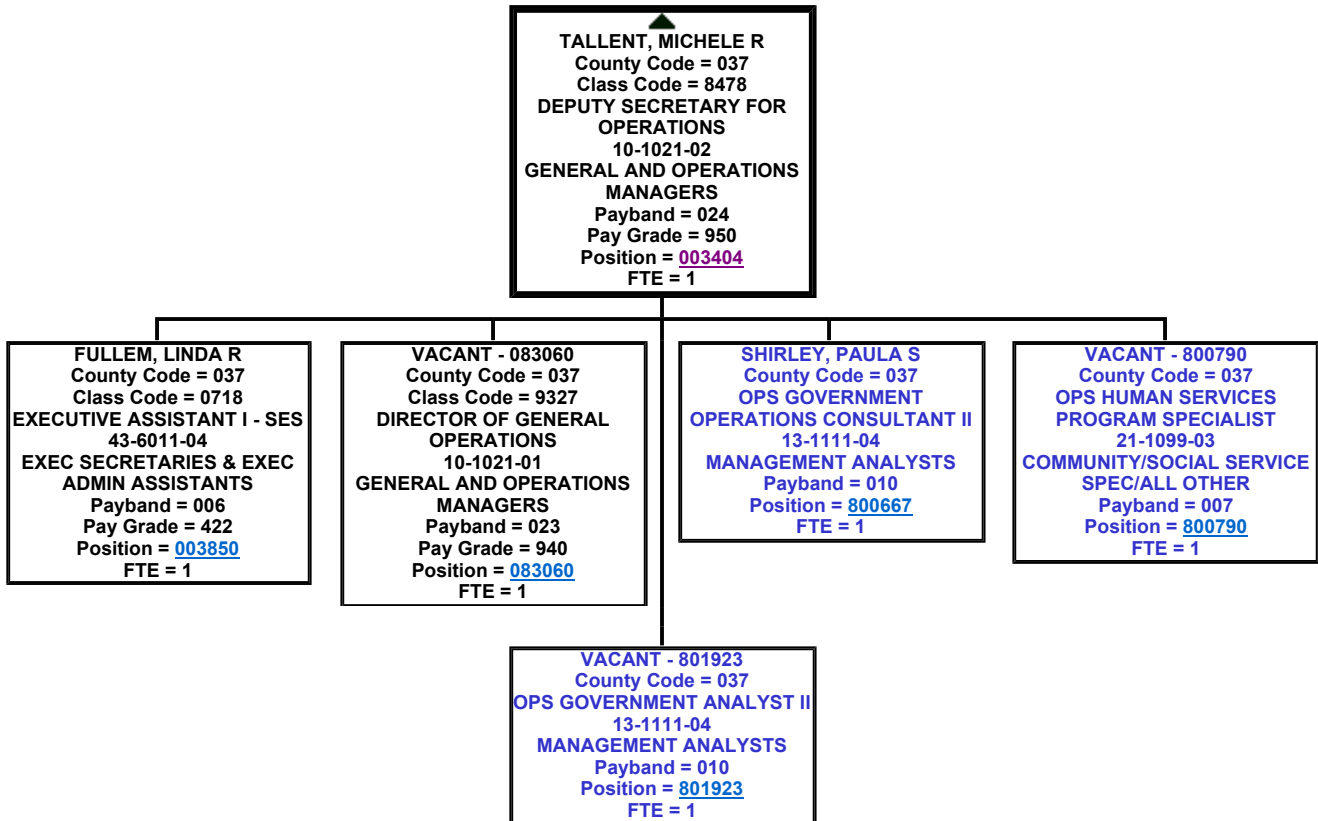 TALLENT, MICHELE R
County Code = 037
Class Code = 8478
DEPUTY SECRETARY FOR
OPERATIONS
10-1021-02
GENERAL AND OPERATIONS
MANAGERS
Payband = 024
Pay Grade = 950
Position = 003404
FTE = 1
FULLEM, LINDA R
County Code = 037
Class Code = 0718
EXECUTIVE ASSISTANT I - SES
43-6011-04
EXEC SECRETARIES & EXEC
ADMIN ASSISTANTS
Payband = 006
Pay Grade = 422
Position = 003850
FTE = 1
VACANT - 083060
County Code = 037
Class Code = 9327
DIRECTOR OF GENERAL
OPERATIONS
10-1021-01
GENERAL AND OPERATIONS
MANAGERS
Payband = 023
Pay Grade = 940
Position = 083060
FTE = 1
SHIRLEY, PAULA S
County Code = 037
OPS GOVERNMENT
OPERATIONS CONSULTANT II
13-1111-04
MANAGEMENT ANALYSTS
Payband = 010
Position = 800667
FTE = 1
VACANT - 800790
County Code = 037
OPS HUMAN SERVICES
PROGRAM SPECIALIST
21-1099-03
COMMUNITY/SOCIAL SERVICE
SPEC/ALL OTHER
Payband = 007
Position = 800790
FTE = 1
VACANT - 801923
County Code = 037
OPS GOVERNMENT ANALYST II
13-1111-04
MANAGEMENT ANALYSTS
Payband = 010
Position = 801923
FTE = 1